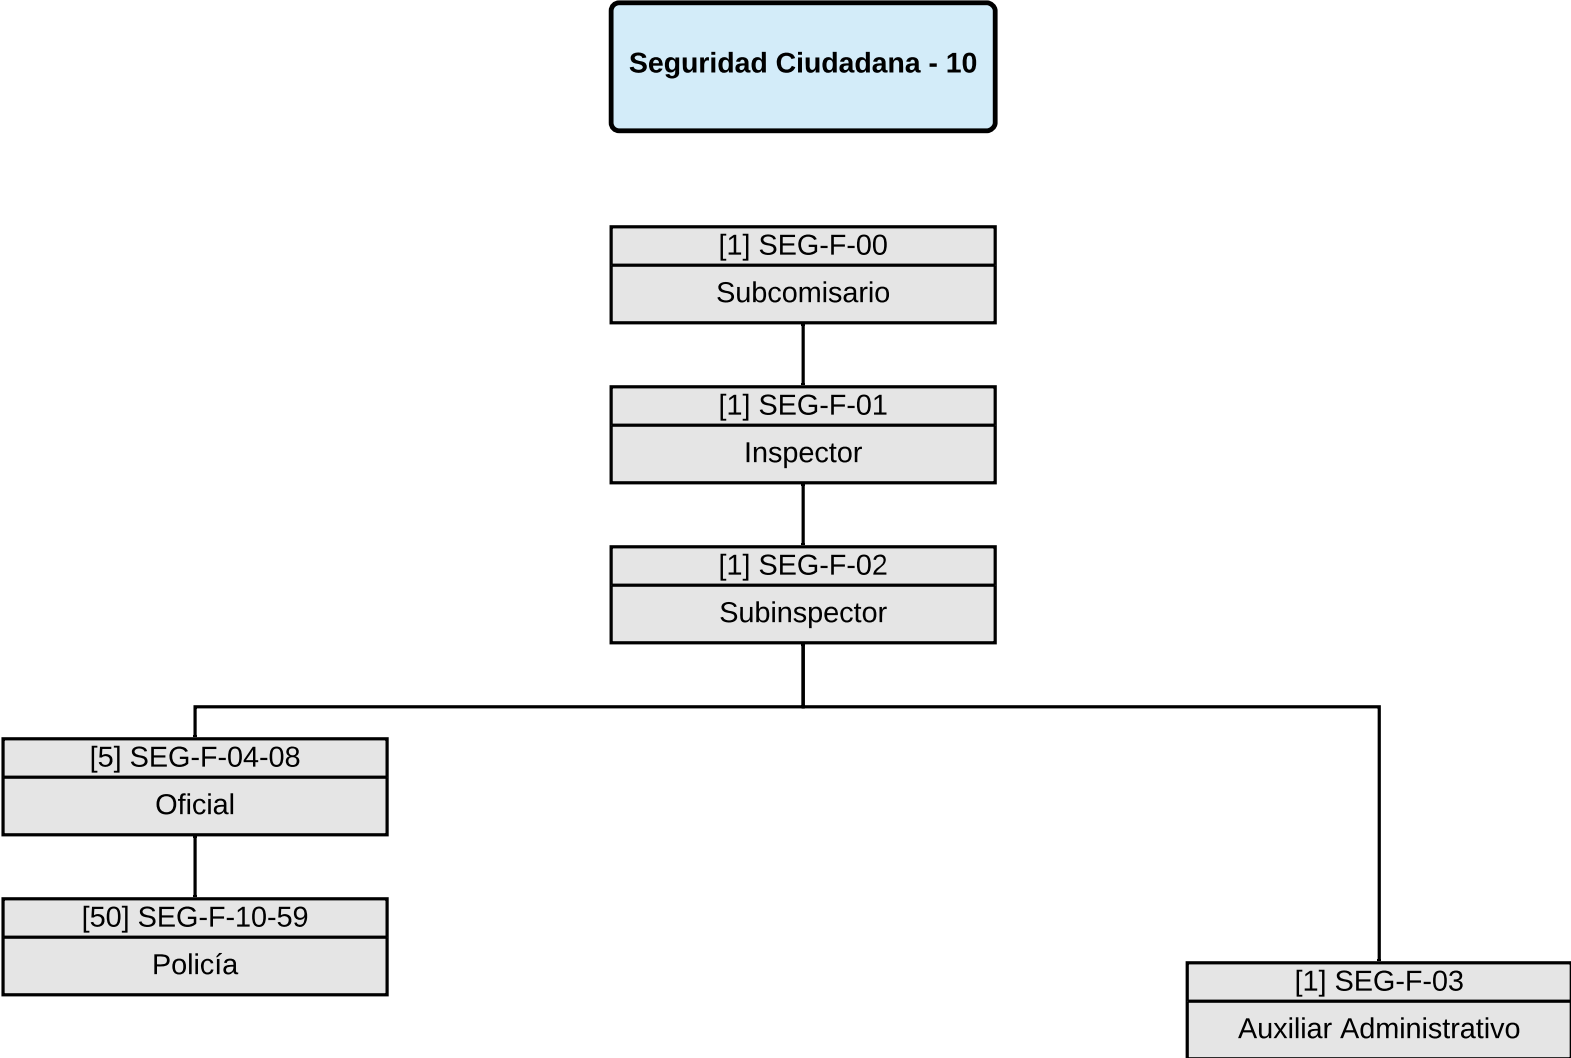 Seguridad Ciudadana - 10
[1] SEG-F-00
Subcomisario
[1] SEG-F-01
Inspector
[1] SEG-F-02
Subinspector
[5] SEG-F-04-08
Oficial
[50] SEG-F-10-59
Policía
[1] SEG-F-03
Auxiliar Administrativo